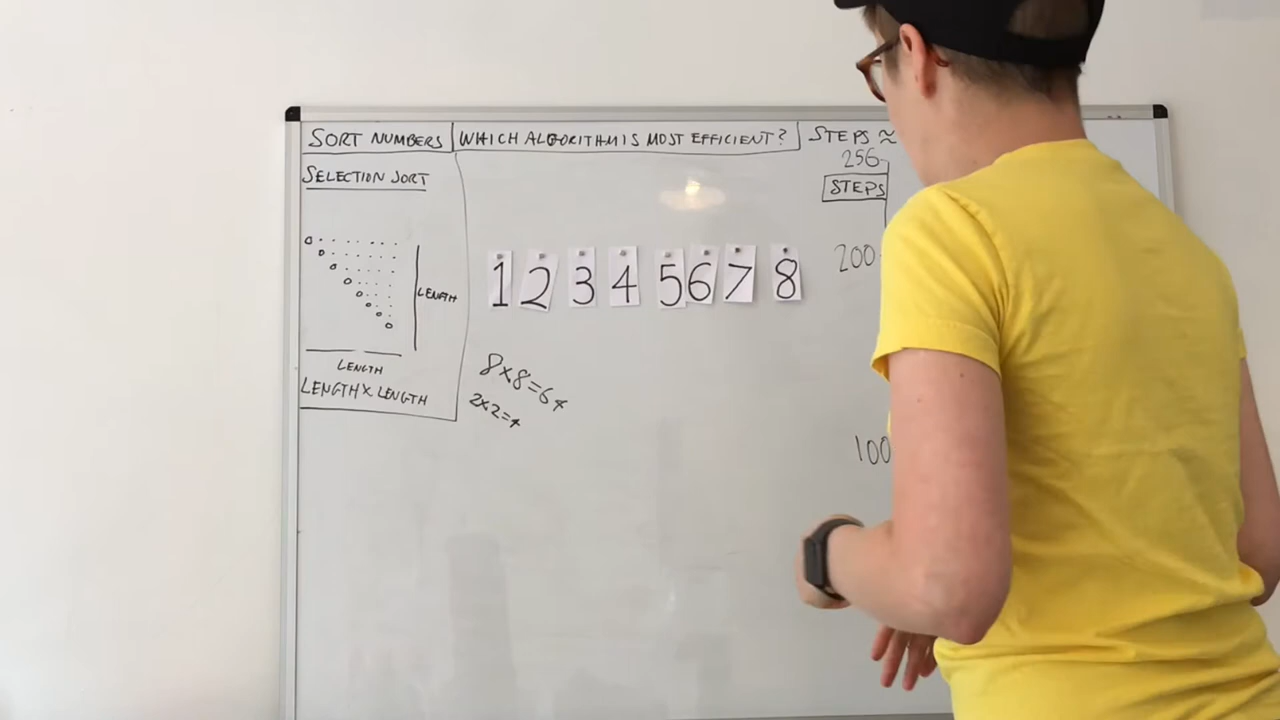 SORT NUMBERS
WHICH ALGORITHM IS MOST EFFICIENT?
STEPS ≈
256
STEPS
SELECTION SORT
LENGTH
LENGTH
LENGTH X LENGTH
1 2 3 4 5 6 7 8
8x8=64
2x2=4
200
100